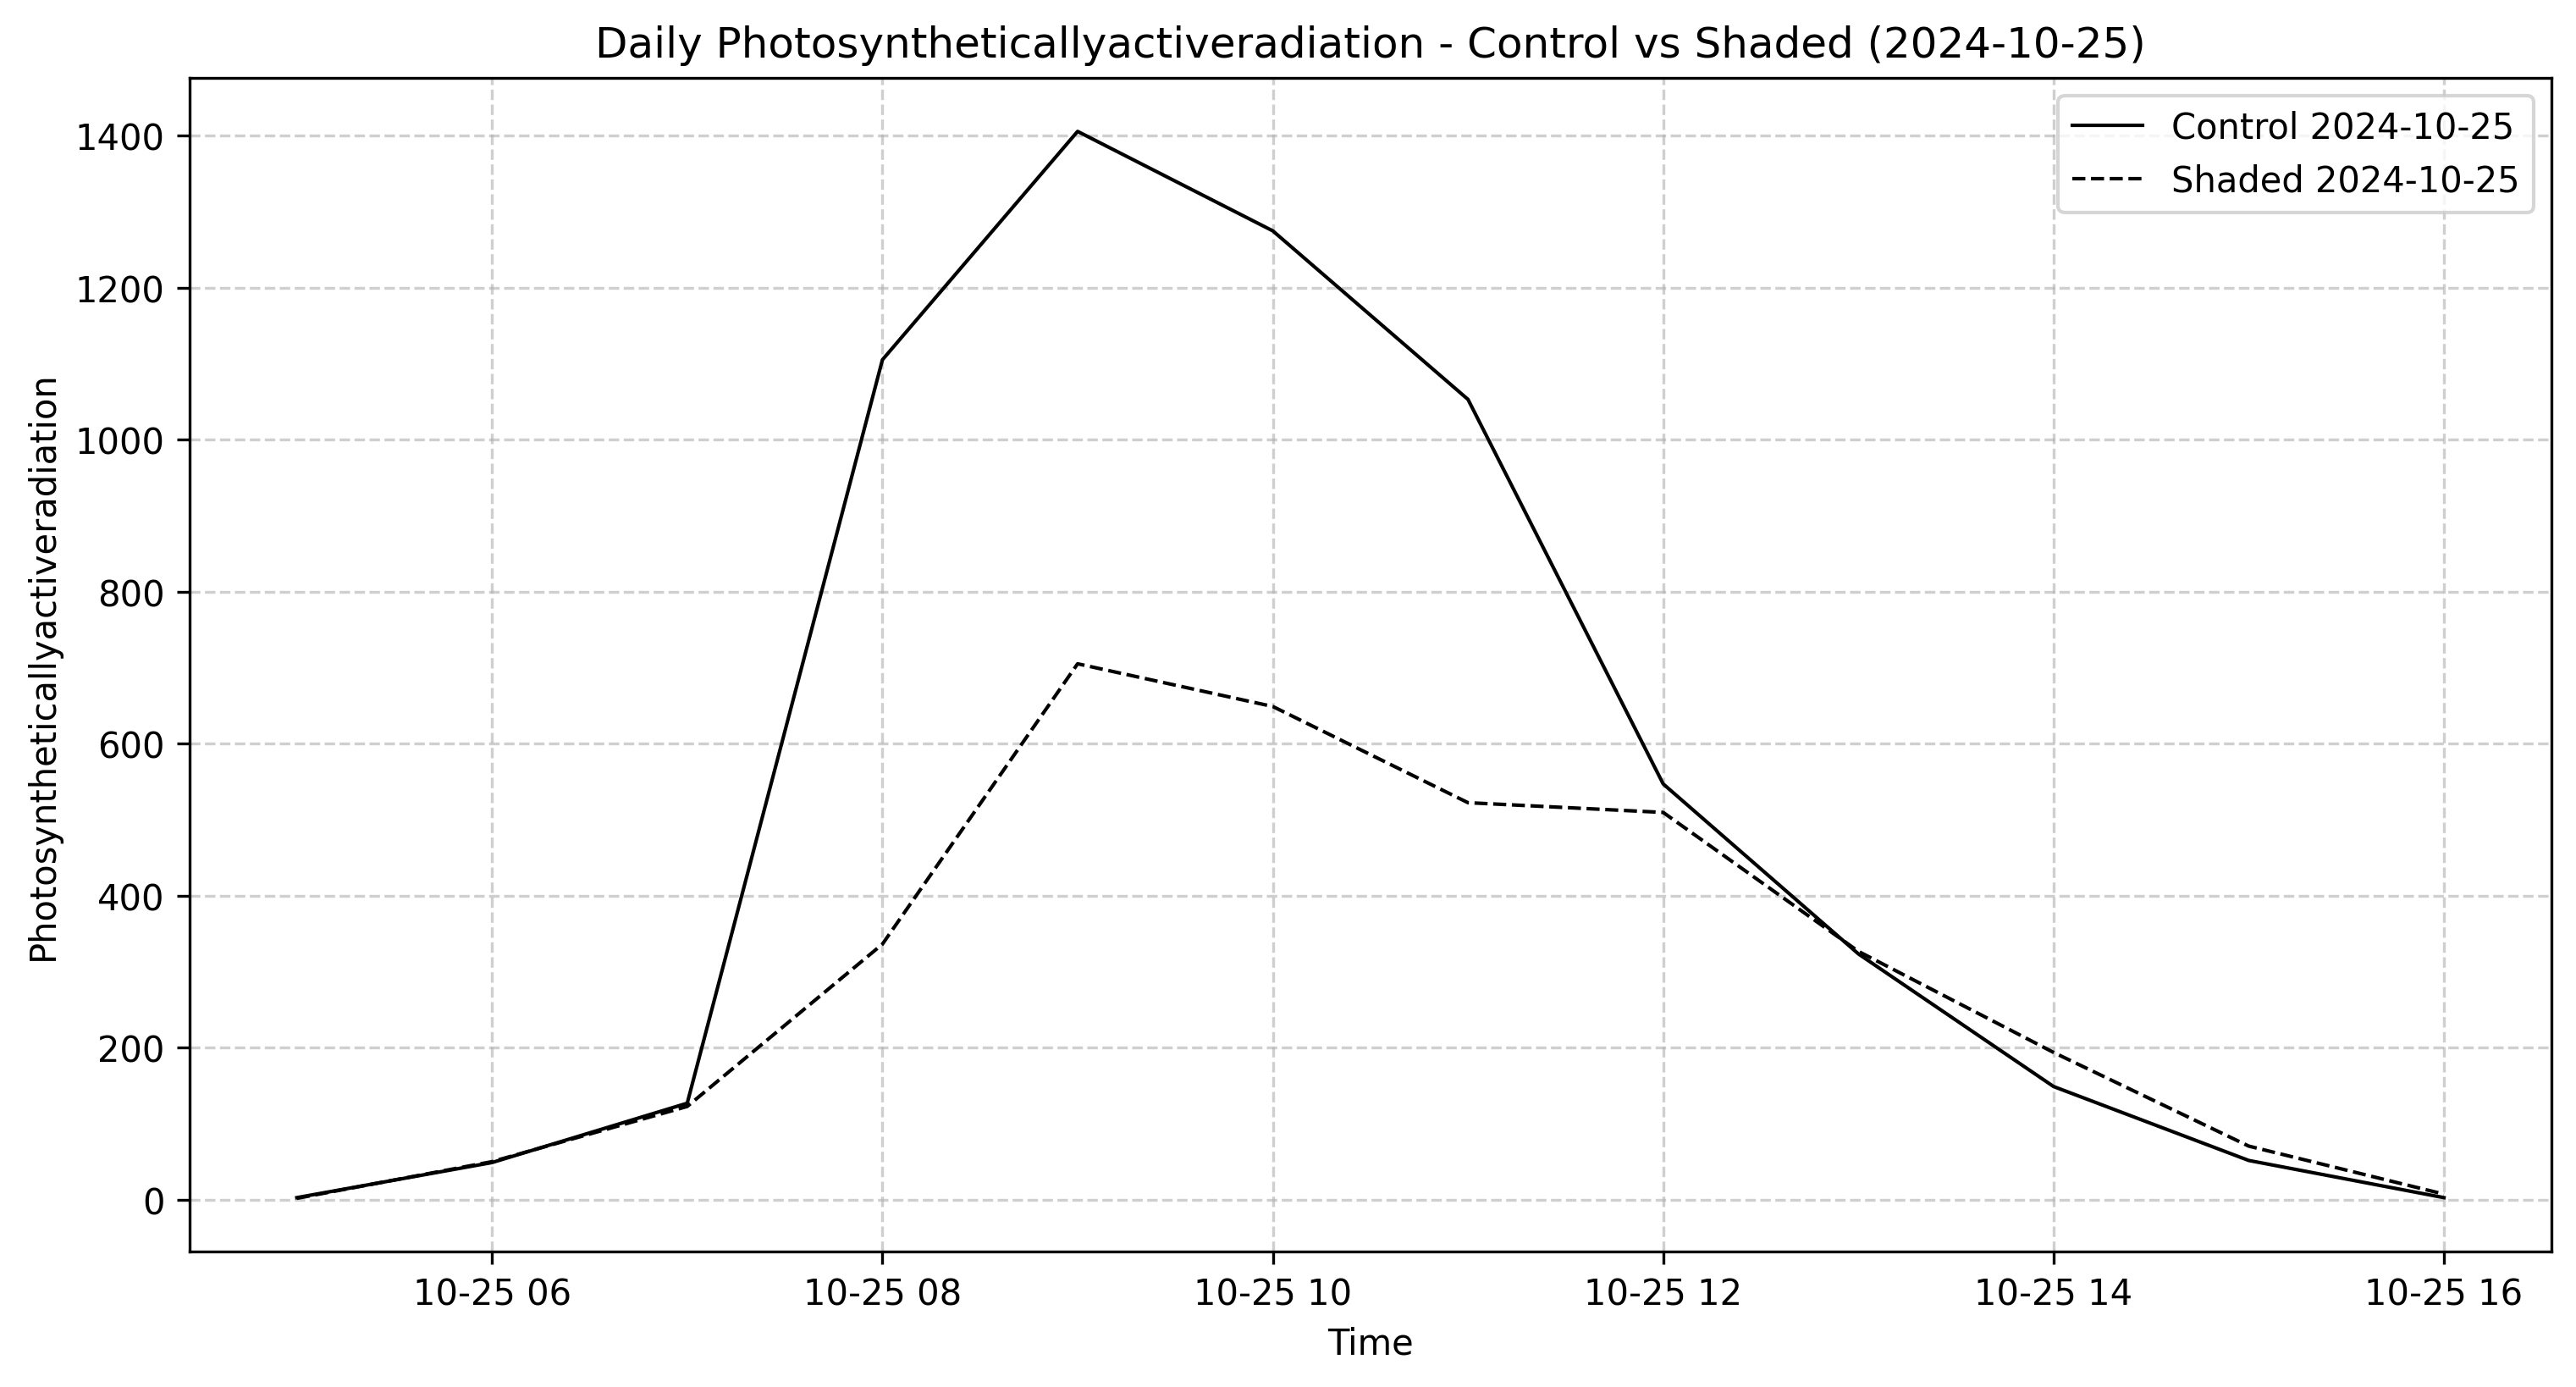 Daily Photosyntheticallyactiveradiation - Control vs Shaded (2024-10-25)
Control 2024-10-25
Shaded 2024-10-25
Photosyntheticallyactiveradiation
1400
1200
1000
800
600
400
200
0
10-25 06 10-25 08 10-25 10 10-25 12 10-25 14 10-25 16
Time